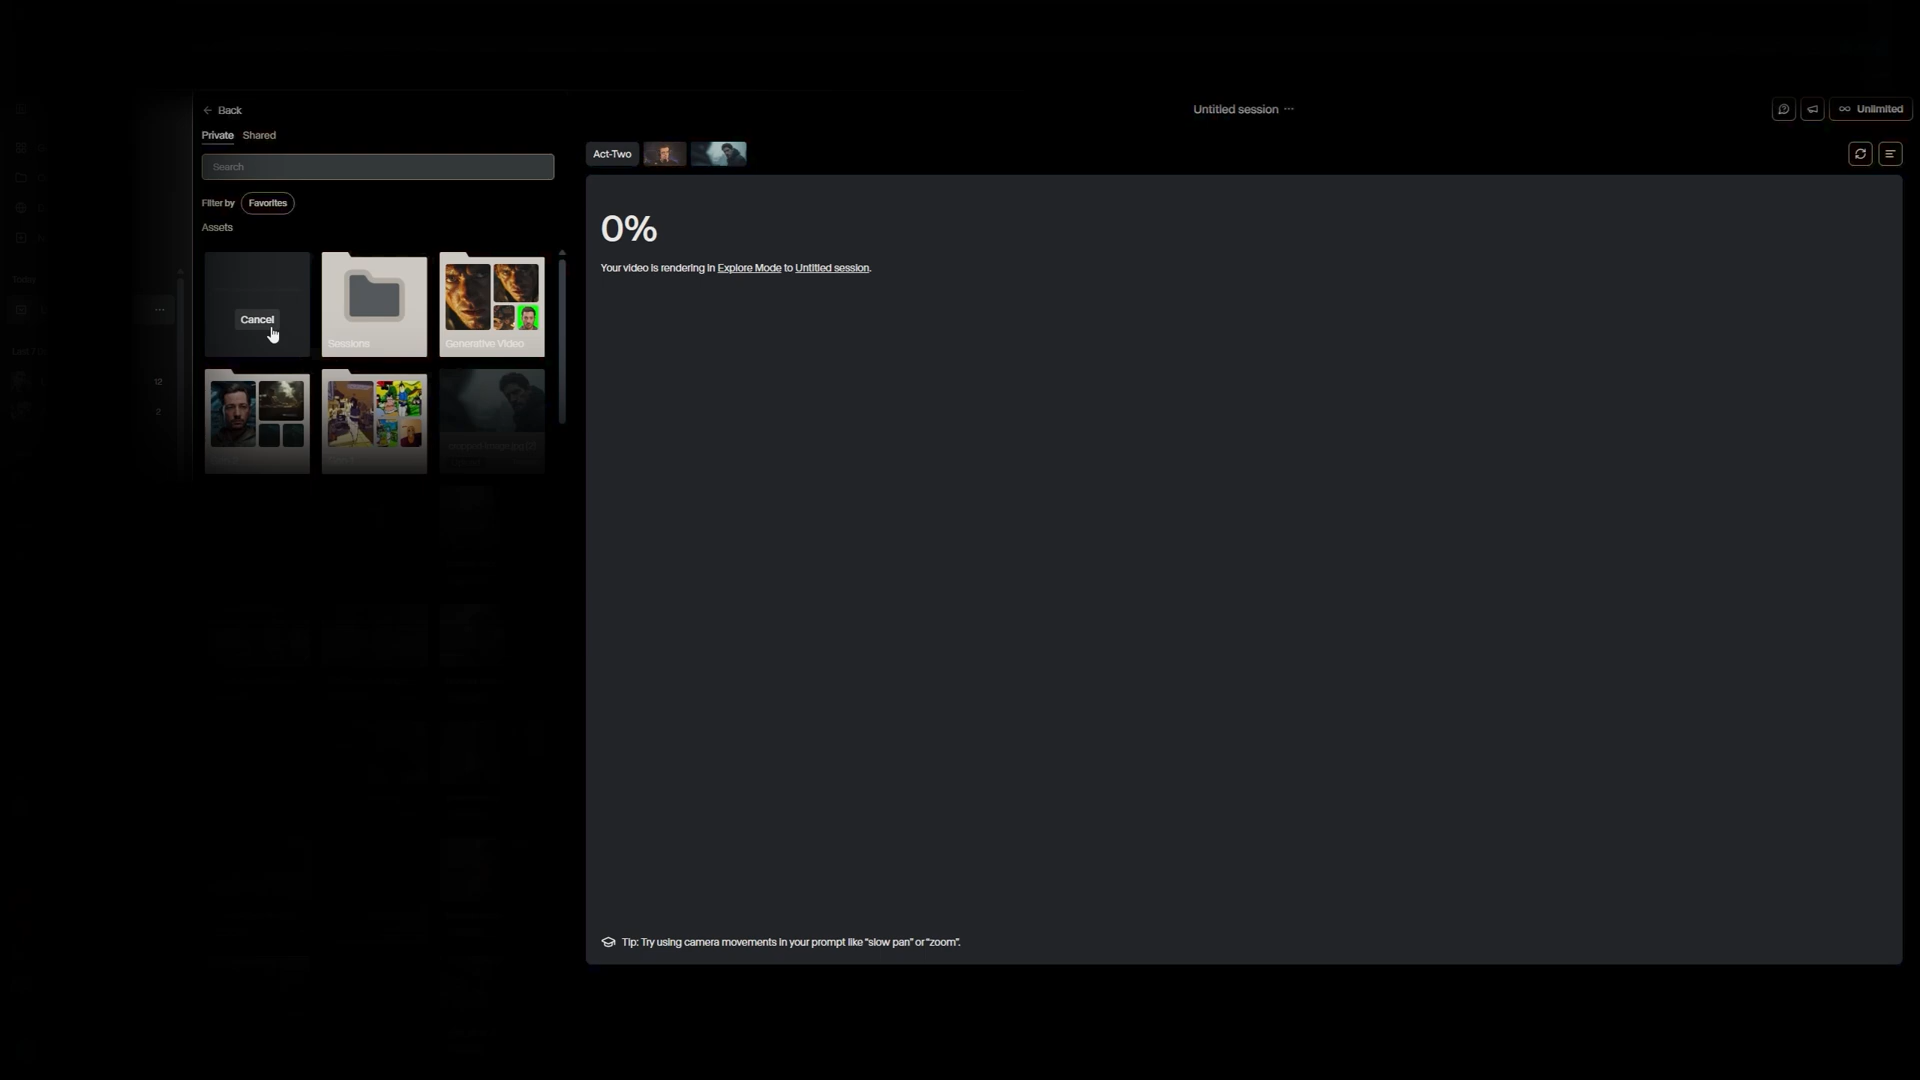 Back
Untitled session
Unlimited
Private Shared
Search
Act-Two
Filter by Favorites
Assets
0%
Your video is rendering in Explore Mode to Untitled session.
Cancel
Sessions
Generative Video
12
2
Tip: Try using camera movements in your prompt like "slow pan" or "zoom".